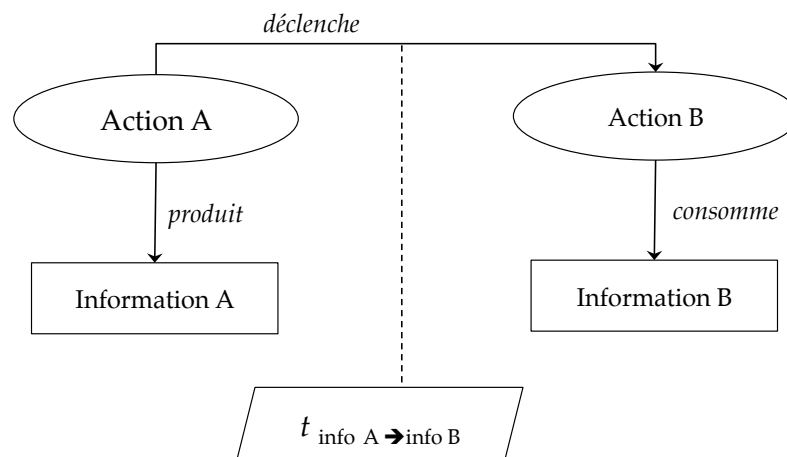 déclenche
Action A
Action B
produit
consomme
Information A
Information B
t info A ➔ info B